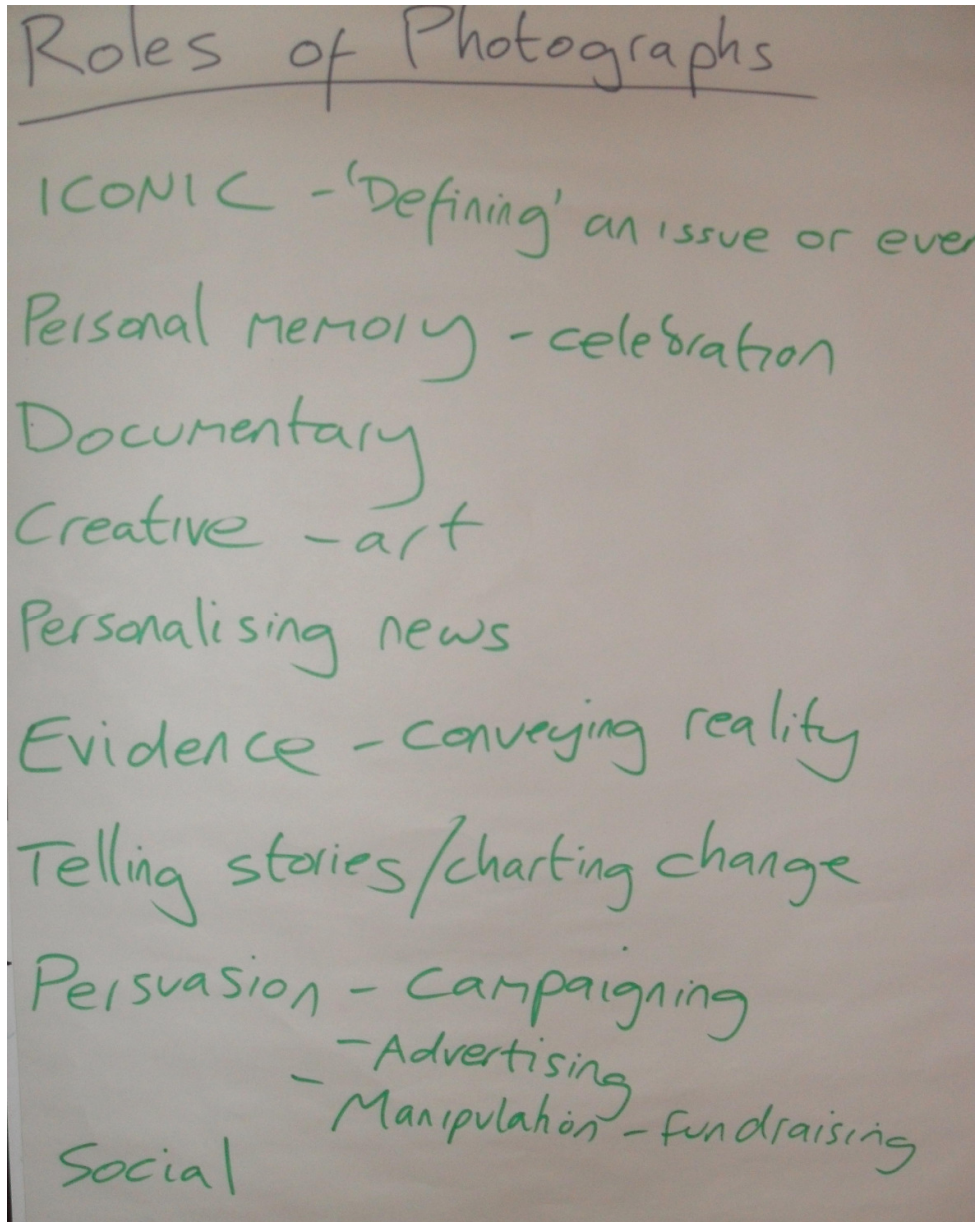 Roles of Photographs
ICONIC - 'Defining' an issue or even
Personal memory - celebration
Documentary
Creative - art
Personalising news
Evidence - conveying reality
Telling stories/charting change
Persuasion - Campaigning
- Advertising
- Manipulation - fundraising
Social